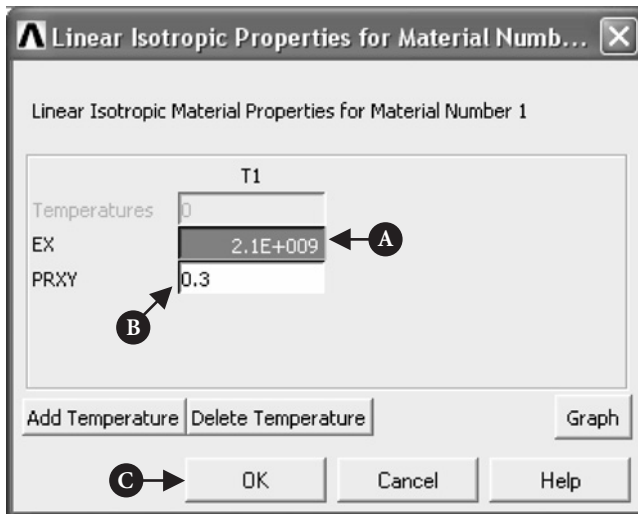 Linear Isotropic Properties for Material Numb...
Linear Isotropic Material Properties for Material Number 1
T1
Temperatures 0
EX 2.1E+009 A
PRXY 0.3
B
Add Temperature Delete Temperature Graph
C OK Cancel Help